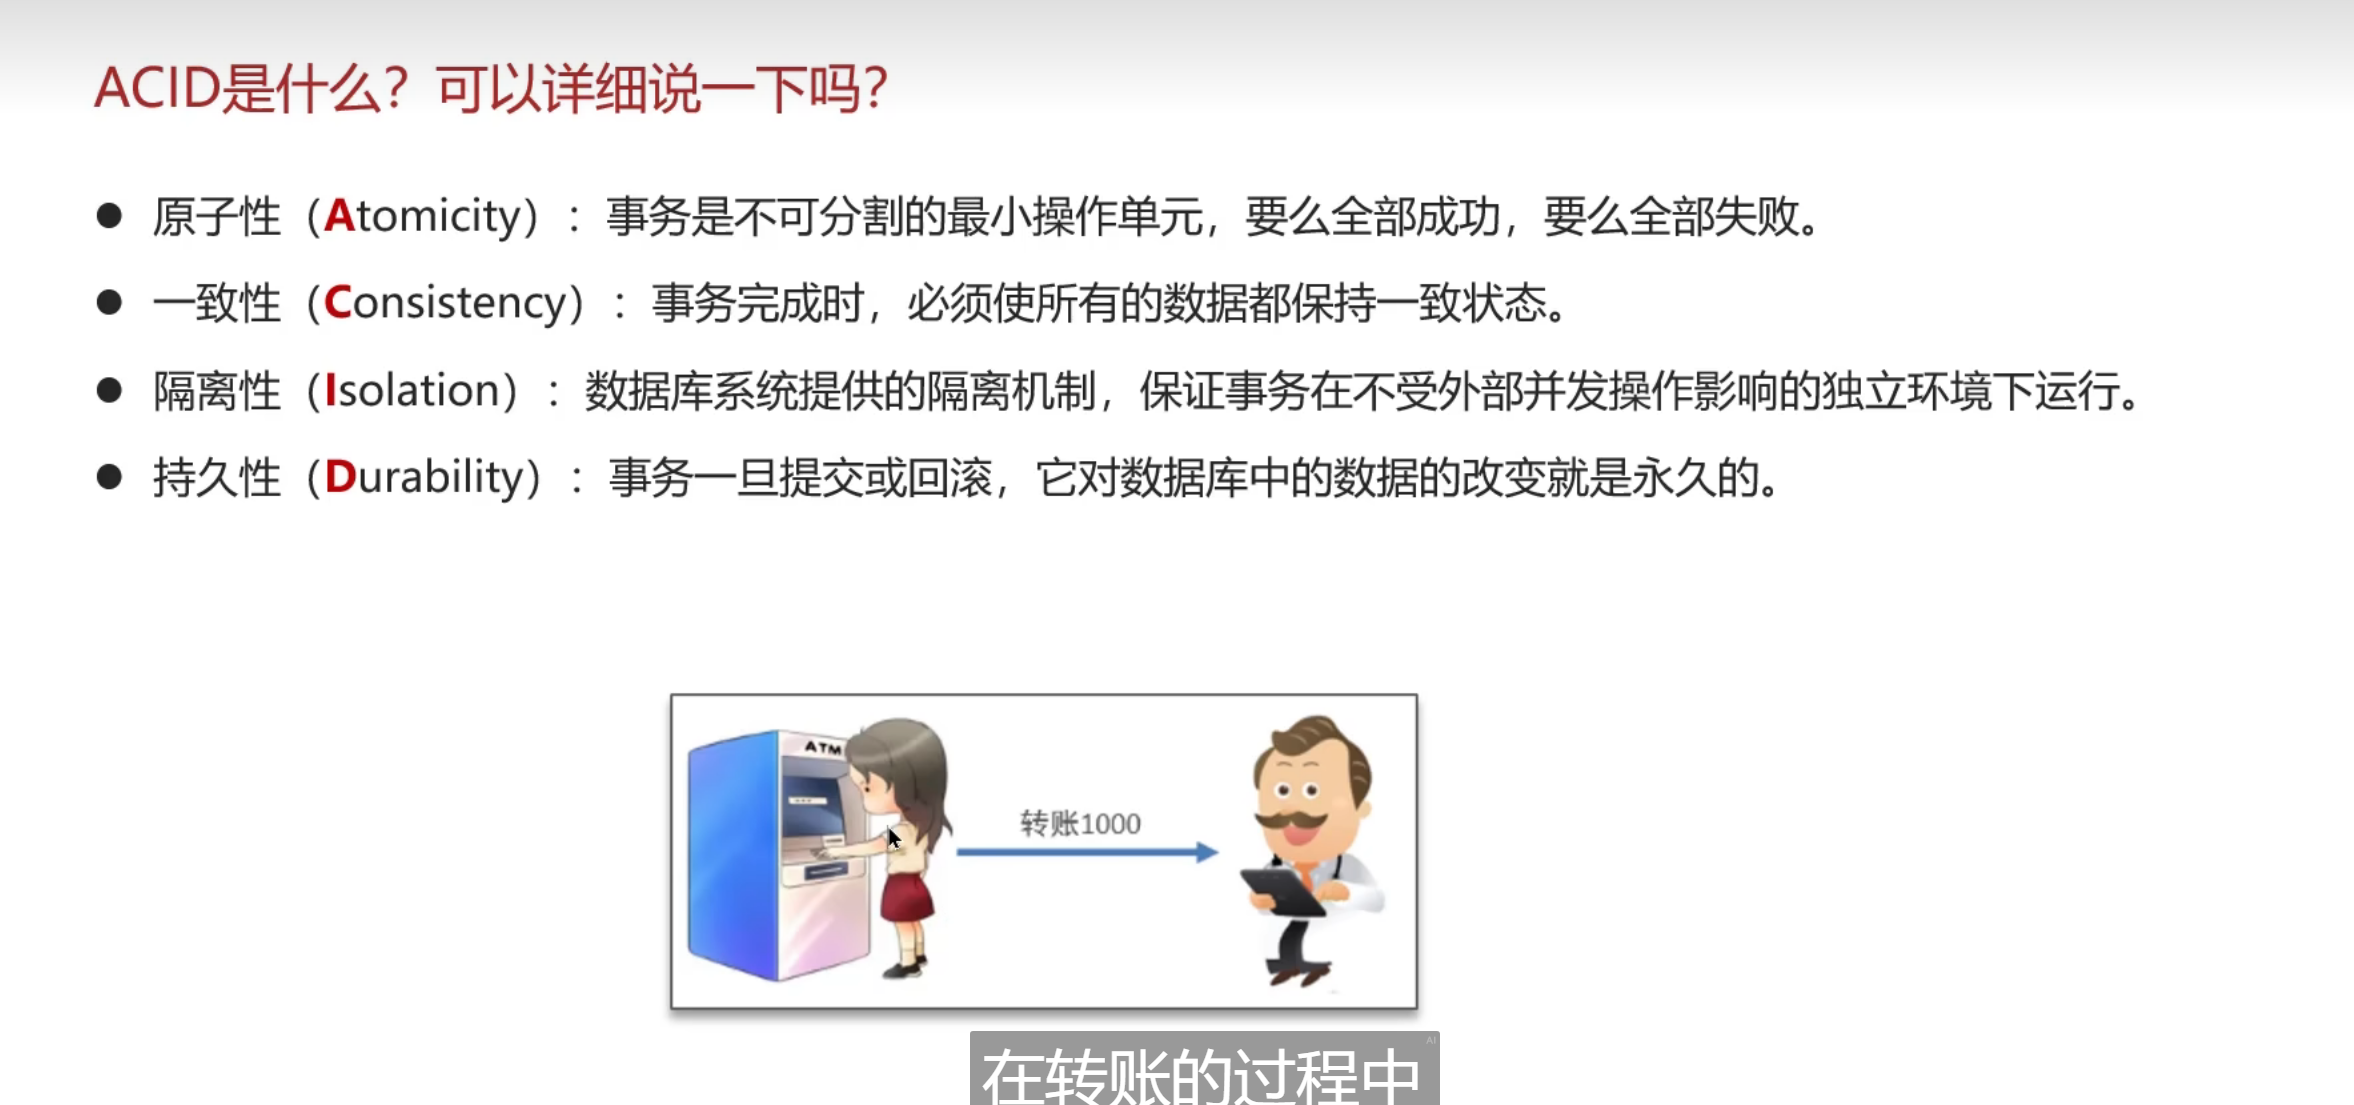 ACID是什么？可以详细说一下吗？
● 原子性（Atomicity）：事务是不可分割的最小操作单元，要么全部成功，要么全部失败。
● 一致性（Consistency）：事务完成时，必须使所有的数据都保持一致状态。
● 隔离性（Isolation）：数据库系统提供的隔离机制，保证事务在不受外部并发操作影响的独立环境下运行。
● 持久性（Durability）：事务一旦提交或回滚，它对数据库中的数据的改变就是永久的。
ATM
转账1000
AI
在转账的过程中